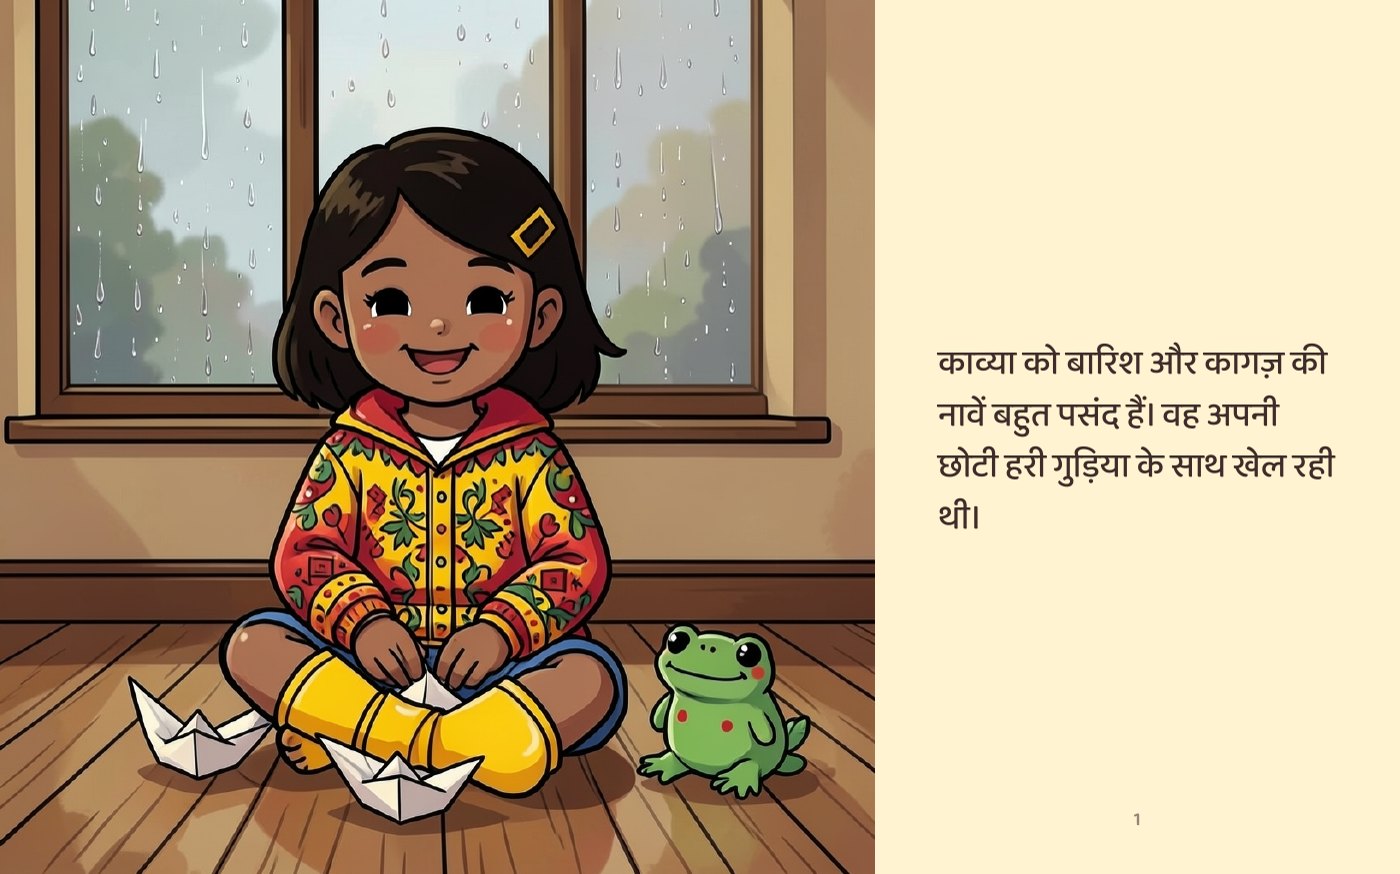 काव्या को बारिश और कागज़ की
नावें बहुत पसंद हैं। वह अपनी
छोटी हरी गुड़िया के साथ खेल रही
थी।
1